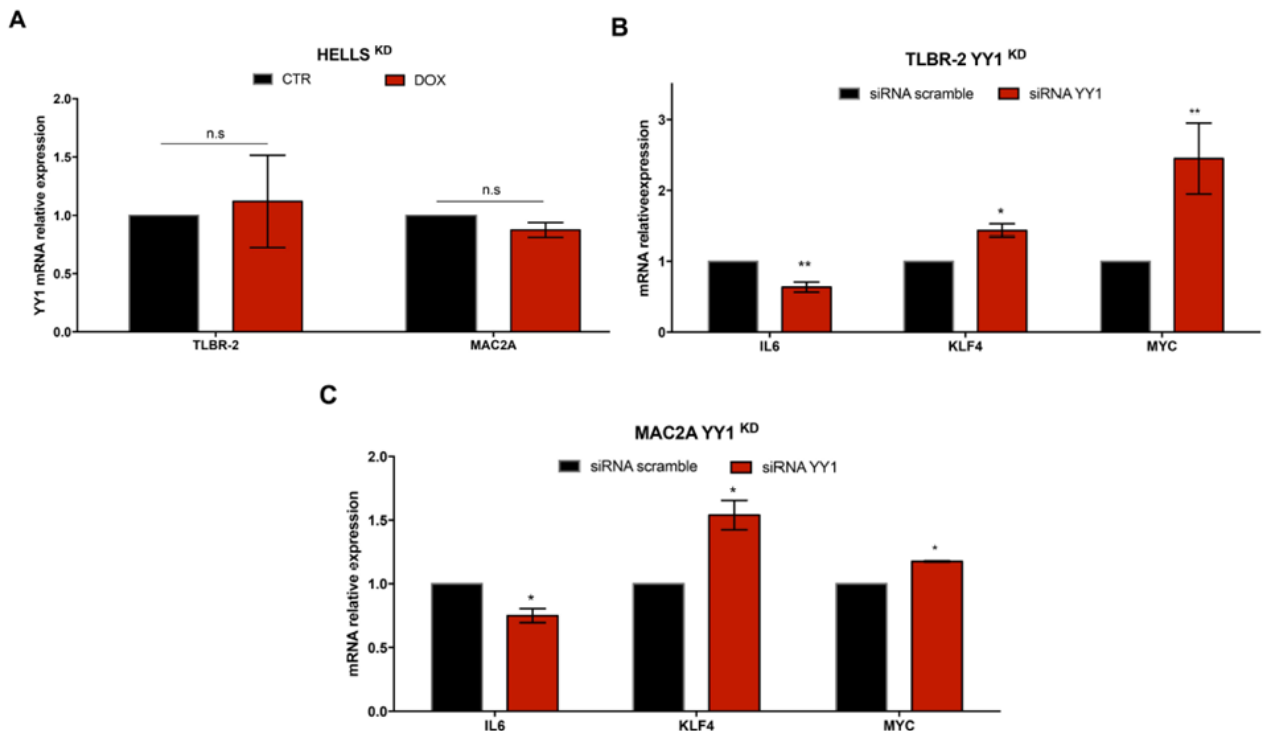 A
HELLS KD
CTR DOX
YY1 mRNA relative expression
2.0
1.5
1.0
0.5
0.0
n.s
n.s
TLBR-2 MAC2A
B
TLBR-2 YY1 KD
siRNA scramble siRNA YY1
mRNA relativeexpression
3
2
1
0
**
*
**
IL6 KLF4 MYC
C
MAC2A YY1 KD
siRNA scramble siRNA YY1
mRNA relative expression
2.0
1.5
1.0
0.5
0.0
*
*
*
IL6 KLF4 MYC